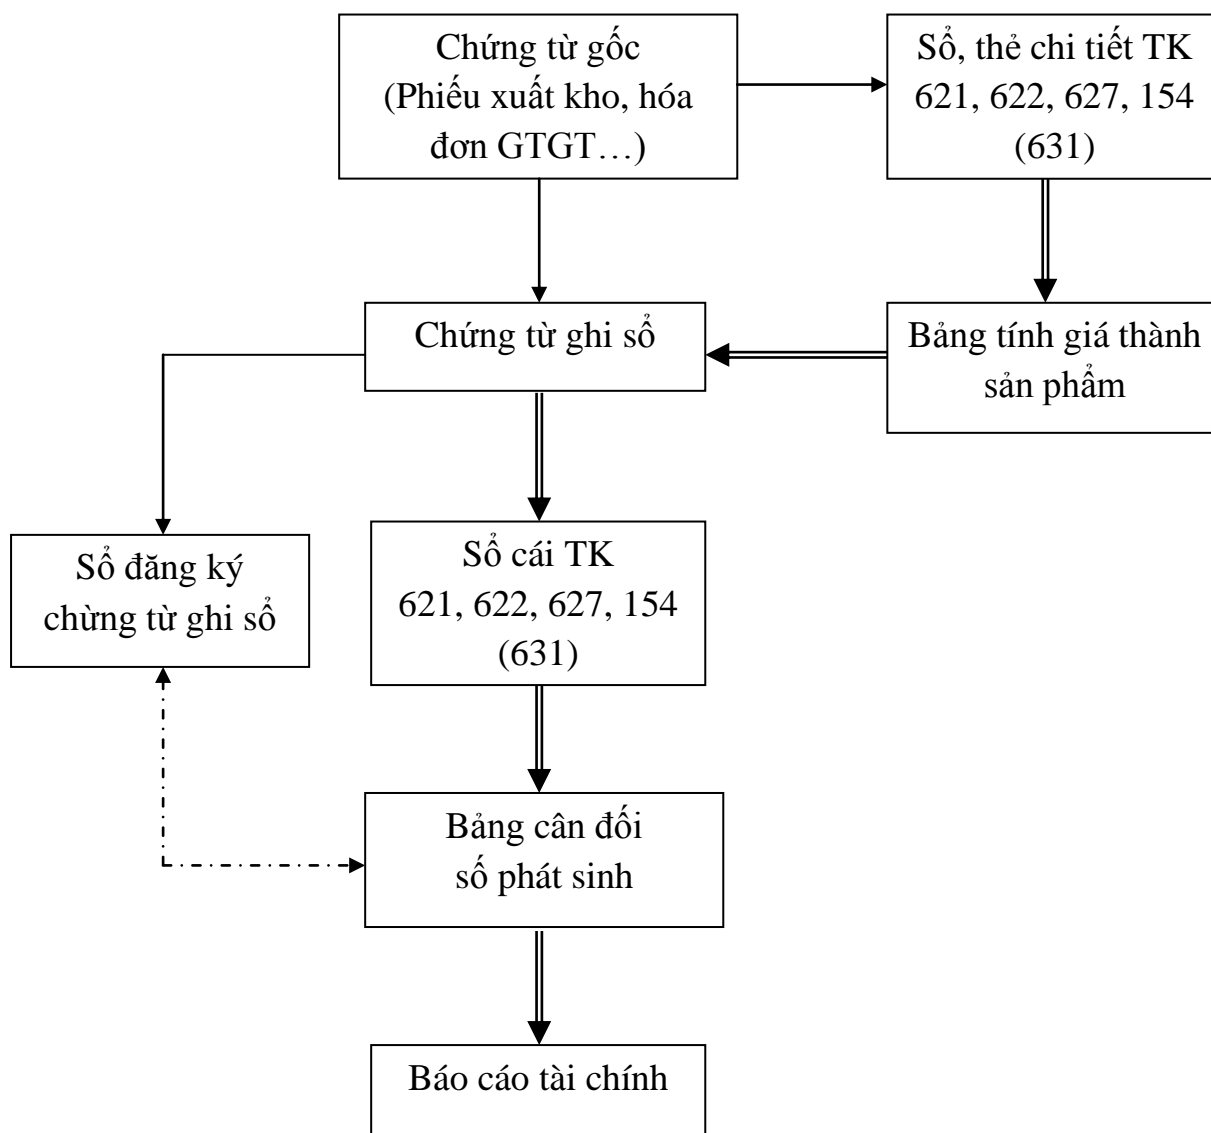 Chứng từ gốc
(Phiếu xuất kho, hóa
đơn GTGT…)
Sổ, thẻ chi tiết TK
621, 622, 627, 154
(631)
Chứng từ ghi sổ
Bảng tính giá thành
sản phẩm
Sổ đăng ký
chừng từ ghi sổ
Sổ cái TK
621, 622, 627, 154
(631)
Bảng cân đối
số phát sinh
Báo cáo tài chính